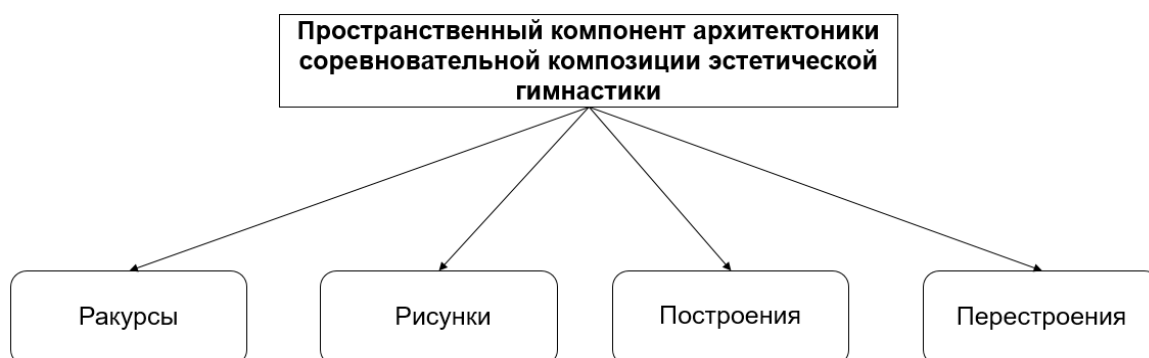 Пространственный компонент архитектоники
соревновательной композиции эстетической
гимнастики
Ракурсы
Рисунки
Построения
Перестроения